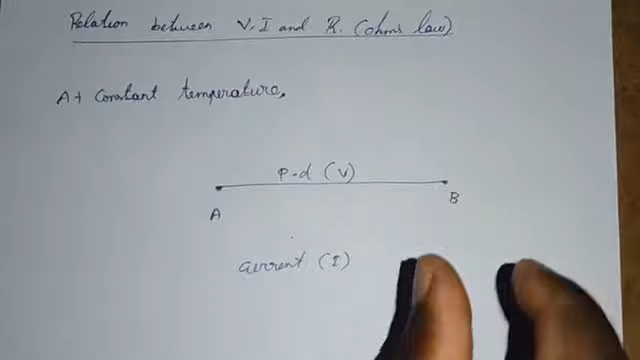 Relation between V, I and R. (ohms law)
At constant temperature,
P.d (V)
A
B
current (I)